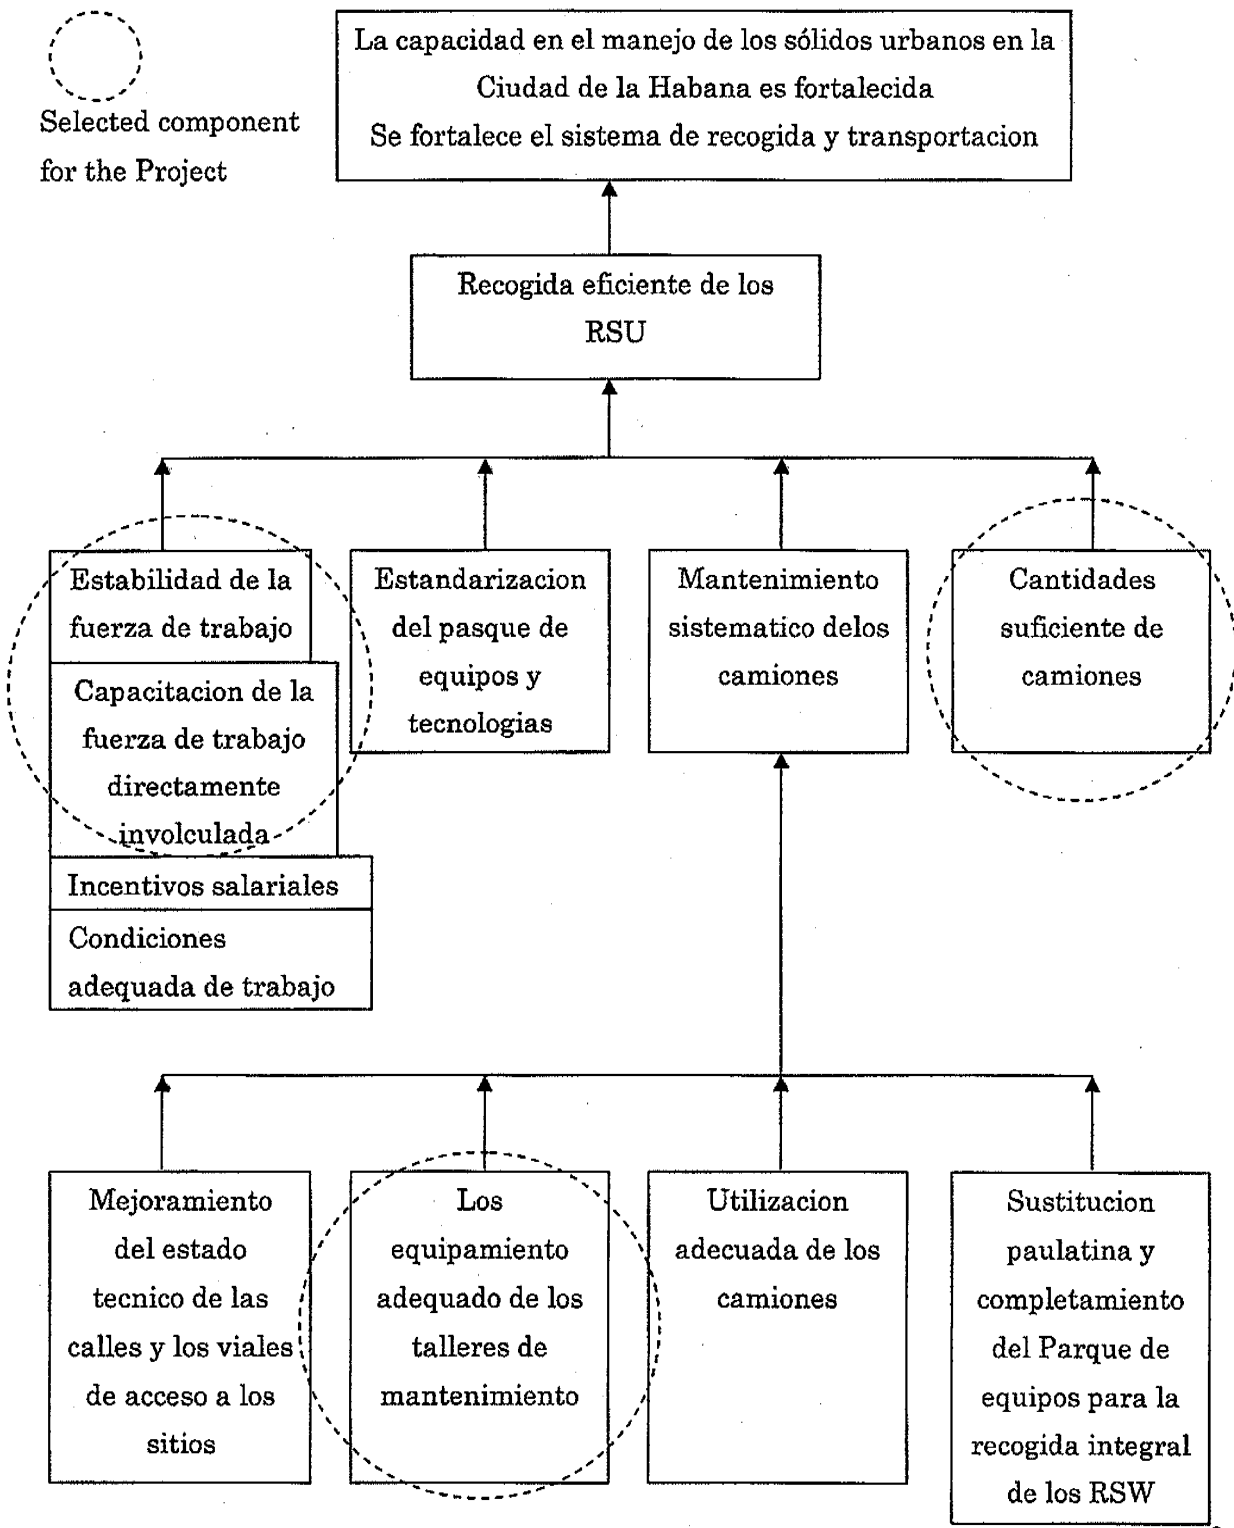 Selected component
for the Project
La capacidad en el manejo de los sólidos urbanos en la
Ciudad de la Habana es fortalecida
Se fortalece el sistema de recogida y transportacion
Recogida eficiente de los
RSU
Estabilidad de la
fuerza de trabajo
Capacitacion de la
fuerza de trabajo
directamente
involculada
Incentivos salariales
Condiciones
adequada de trabajo
Estandarizacion
del pasque de
equipos y
tecnologias
Mantenimiento
sistematico delos
camiones
Cantidades
suficiente de
camiones
Mejoramiento
del estado
tecnico de las
calles y los viales
de acceso a los
sitios
Los
equipamiento
adequado de los
talleres de
mantenimiento
Utilizacion
adecuada de los
camiones
Sustitucion
paulatina y
completamiento
del Parque de
equipos para la
recogida integral
de los RSW